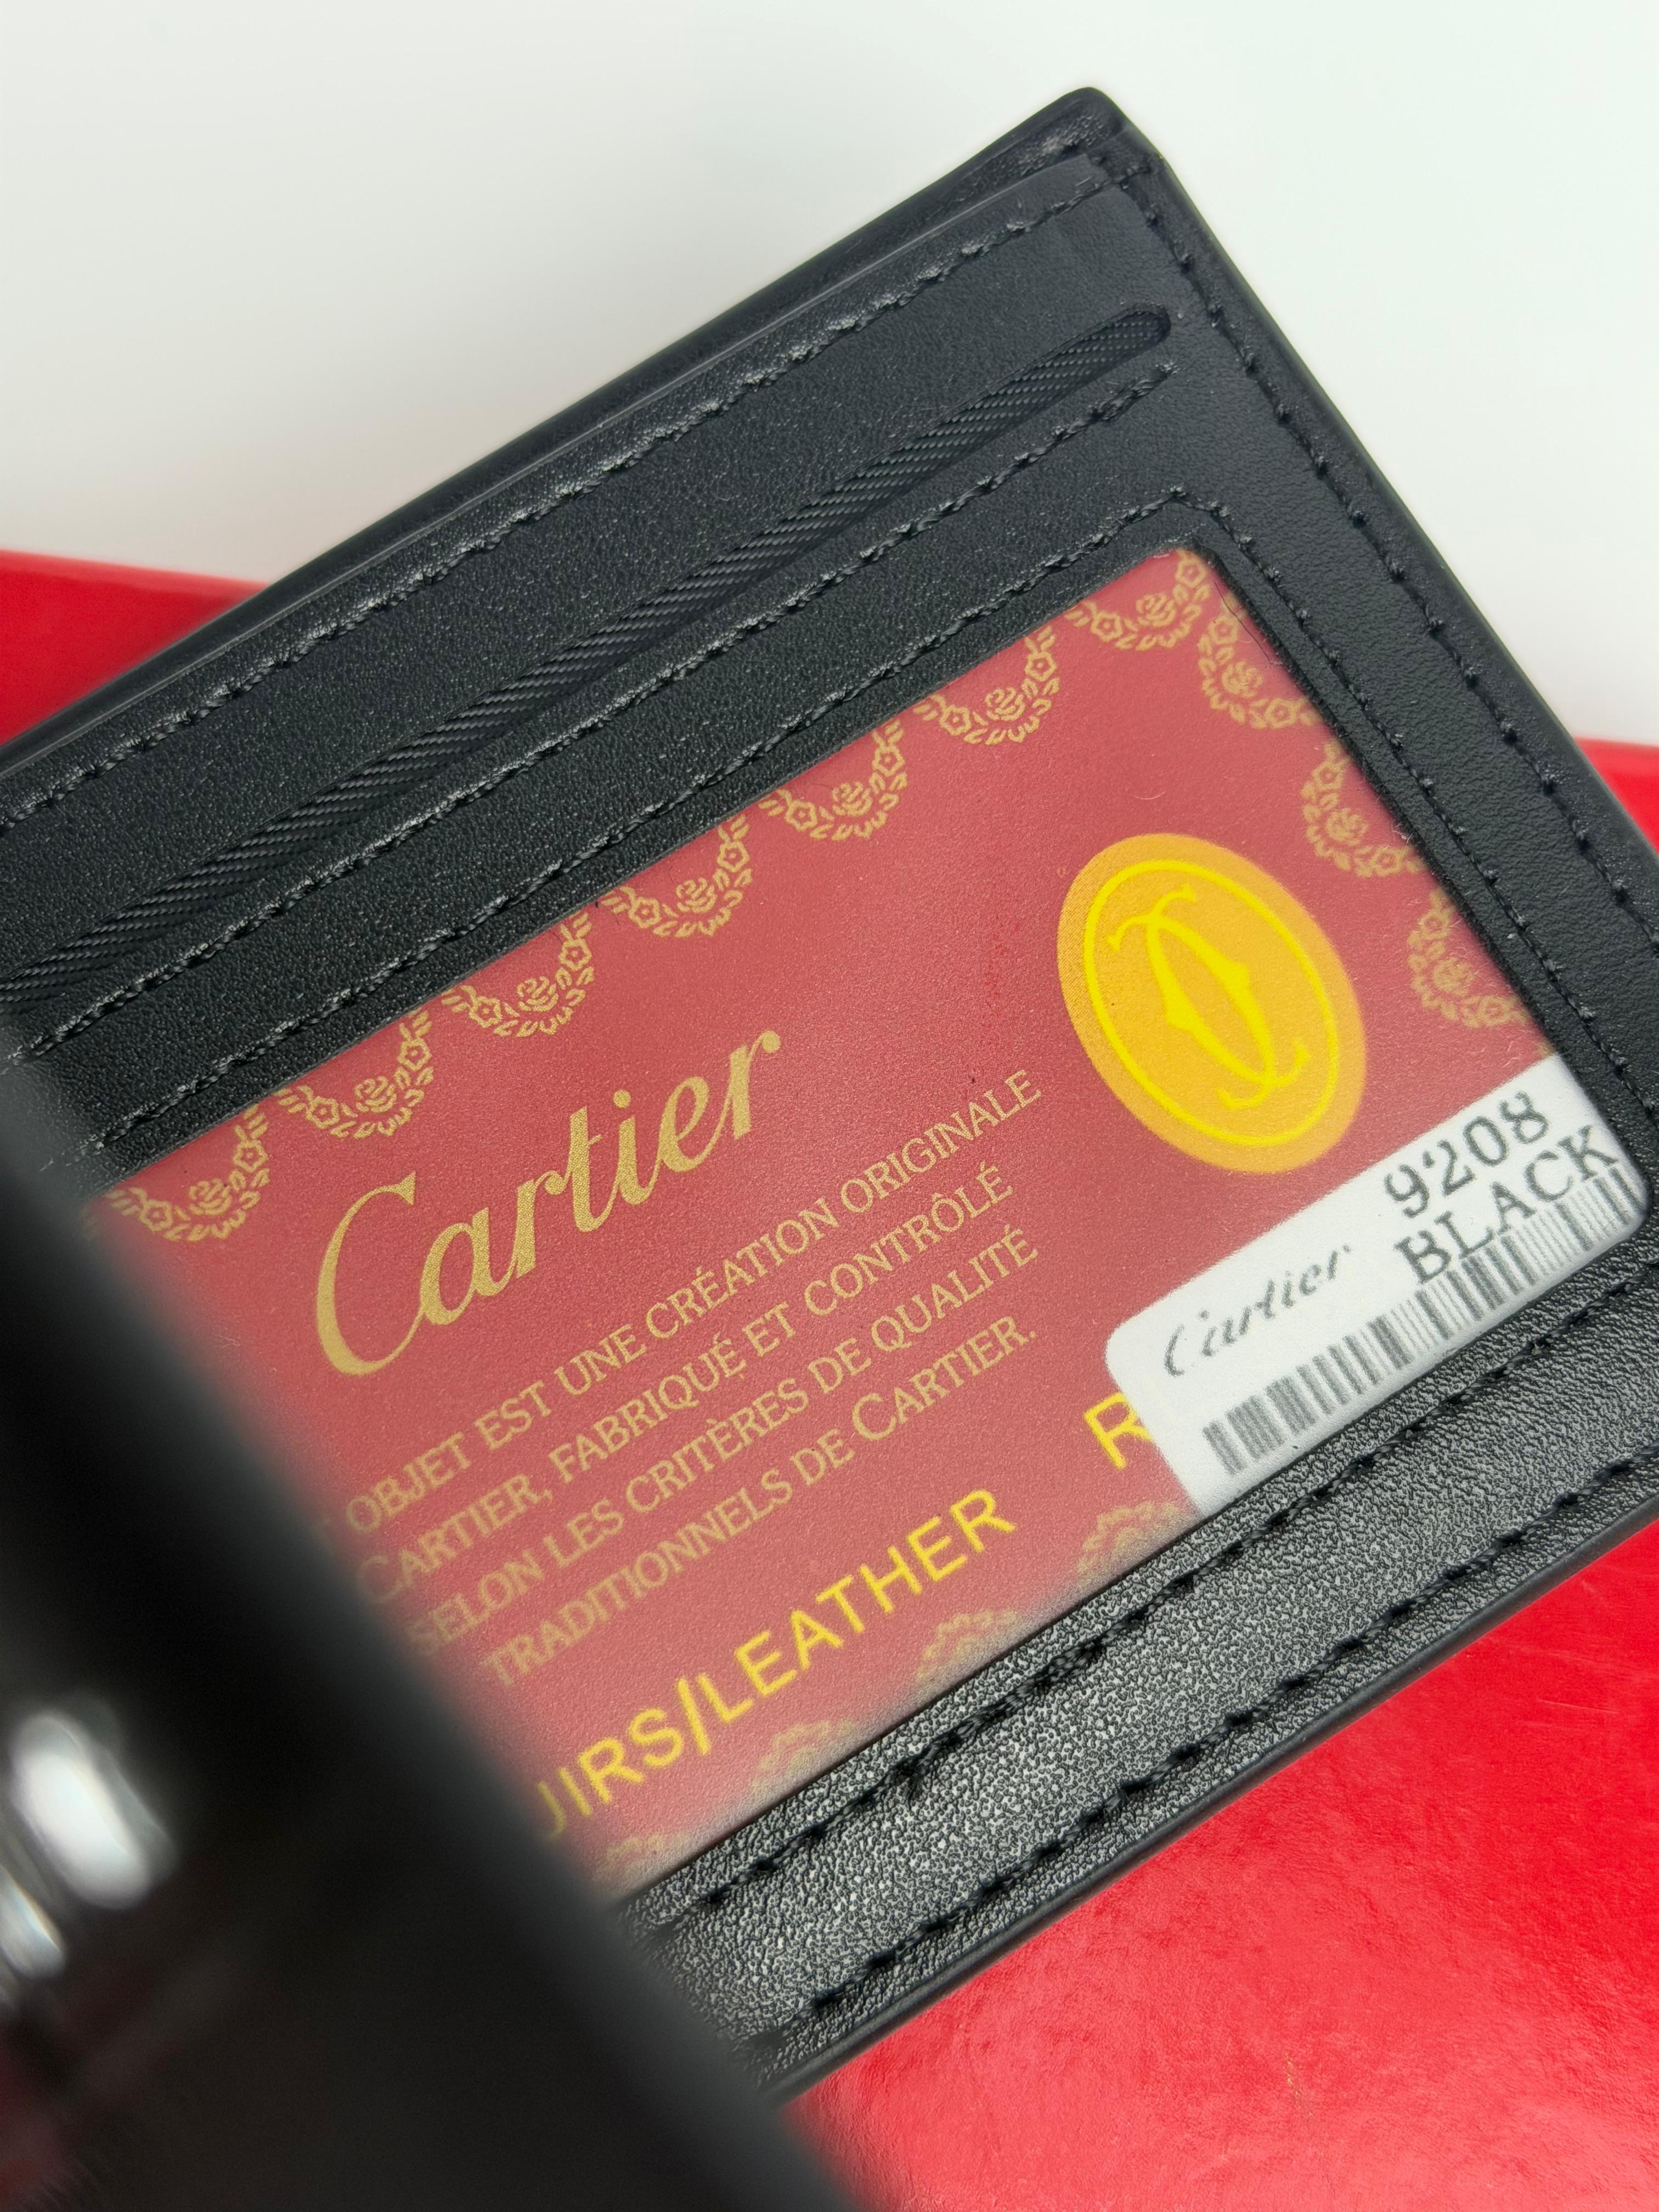 Cartier
OBJET EST UNE CRÉATION ORIGINALE
CARTIER, FABRIQUÉ ET CONTRÔLÉ
SELON LES CRITÈRES DE QUALITÉ
TRADITIONNELS DE CARTIER.
UIRS/LEATHER R
Cartier
9208
BLACK